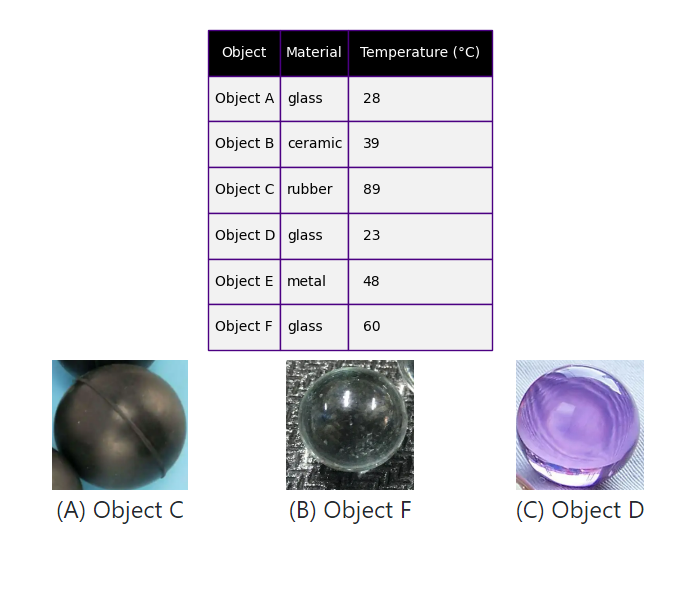 Object Material Temperature (°C)
Object A glass 28
Object B ceramic 39
Object C rubber 89
Object D glass 23
Object E metal 48
Object F glass 60
(A) Object C (B) Object F (C) Object D